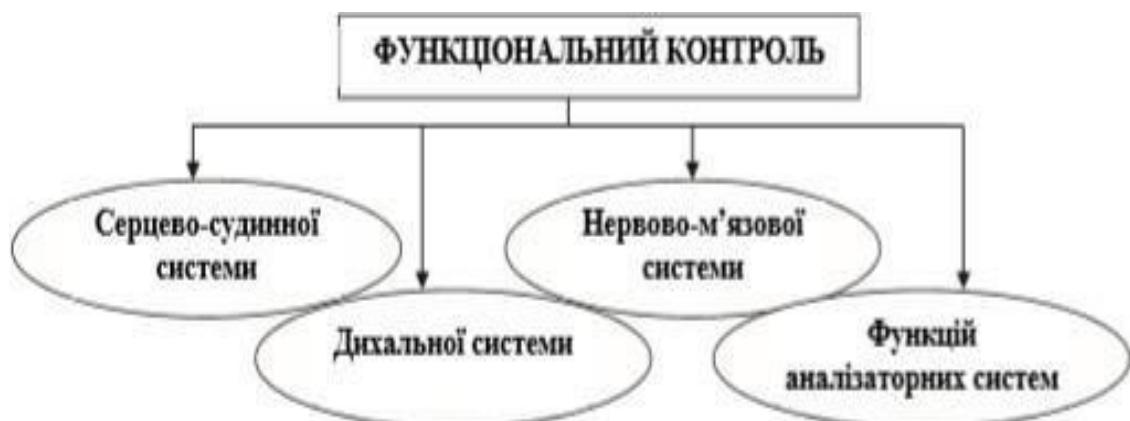 ФУНКЦІОНАЛЬНИЙ КОНТРОЛЬ
Серцево-судинної
системи
Нервово-м’язової
системи
Дихальної системи
Функцій
аналізаторних систем